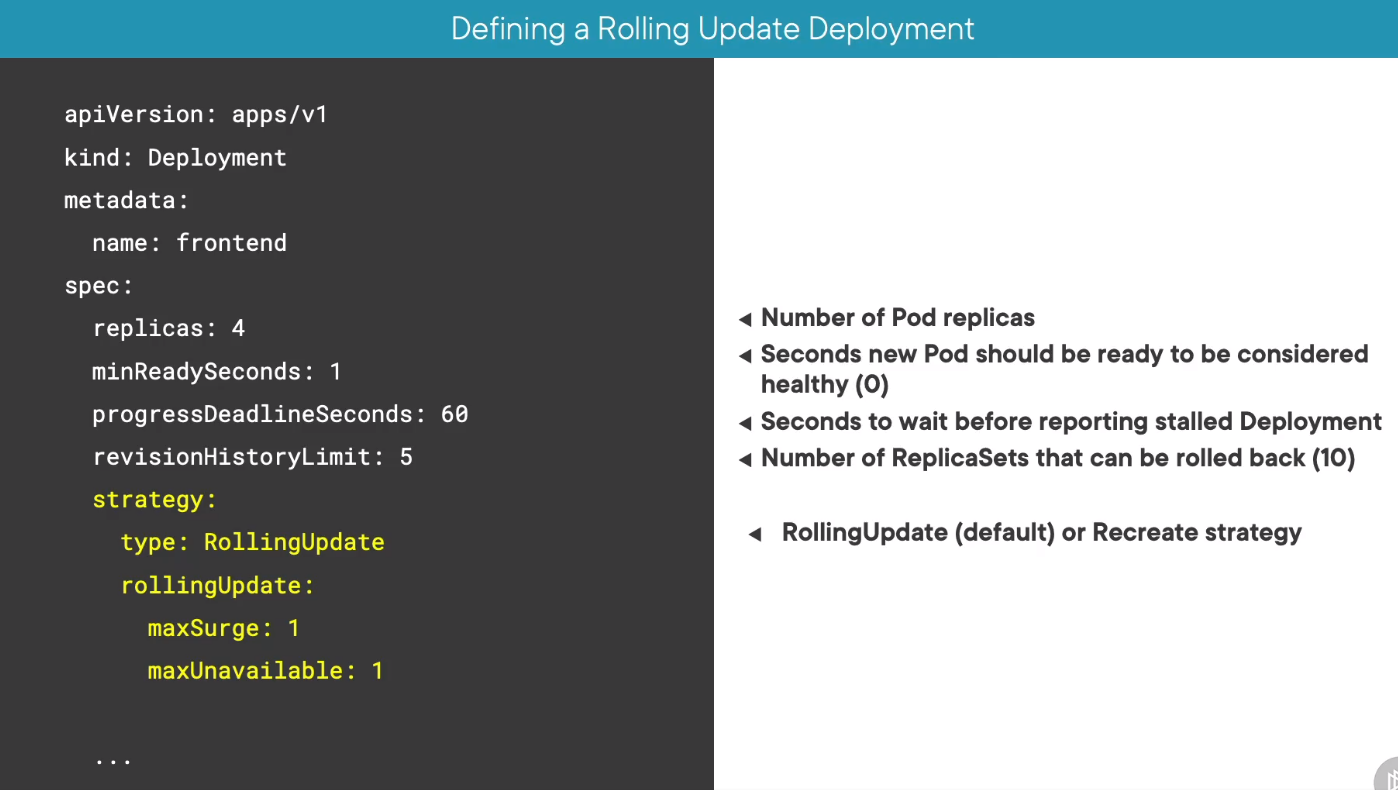 Defining a Rolling Update Deployment
apiVersion: apps/v1
kind: Deployment
metadata:
  name: frontend
spec:
  replicas: 4
  minReadySeconds: 1
  progressDeadlineSeconds: 60
  revisionHistoryLimit: 5
  strategy:
    type: RollingUpdate
    rollingUpdate:
      maxSurge: 1
      maxUnavailable: 1
  ...
Number of Pod replicas
Seconds new Pod should be ready to be considered
healthy (0)
Seconds to wait before reporting stalled Deployment
Number of ReplicaSets that can be rolled back (10)
RollingUpdate (default) or Recreate strategy